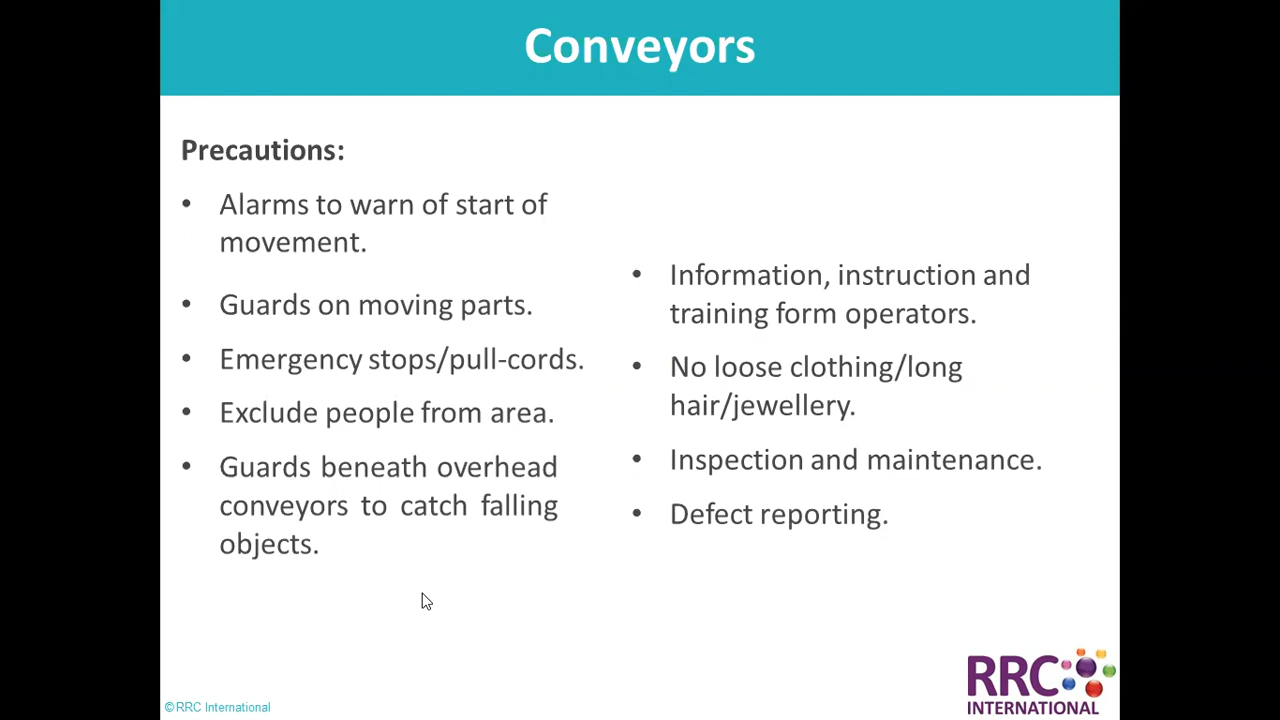 Conveyors
Precautions:
• Alarms to warn of start of
movement.
• Guards on moving parts.
• Emergency stops/pull-cords.
• Exclude people from area.
• Guards beneath overhead
conveyors to catch falling
objects.
• Information, instruction and
training form operators.
• No loose clothing/long
hair/jewellery.
• Inspection and maintenance.
• Defect reporting.
© RRC International
RRC
INTERNATIONAL